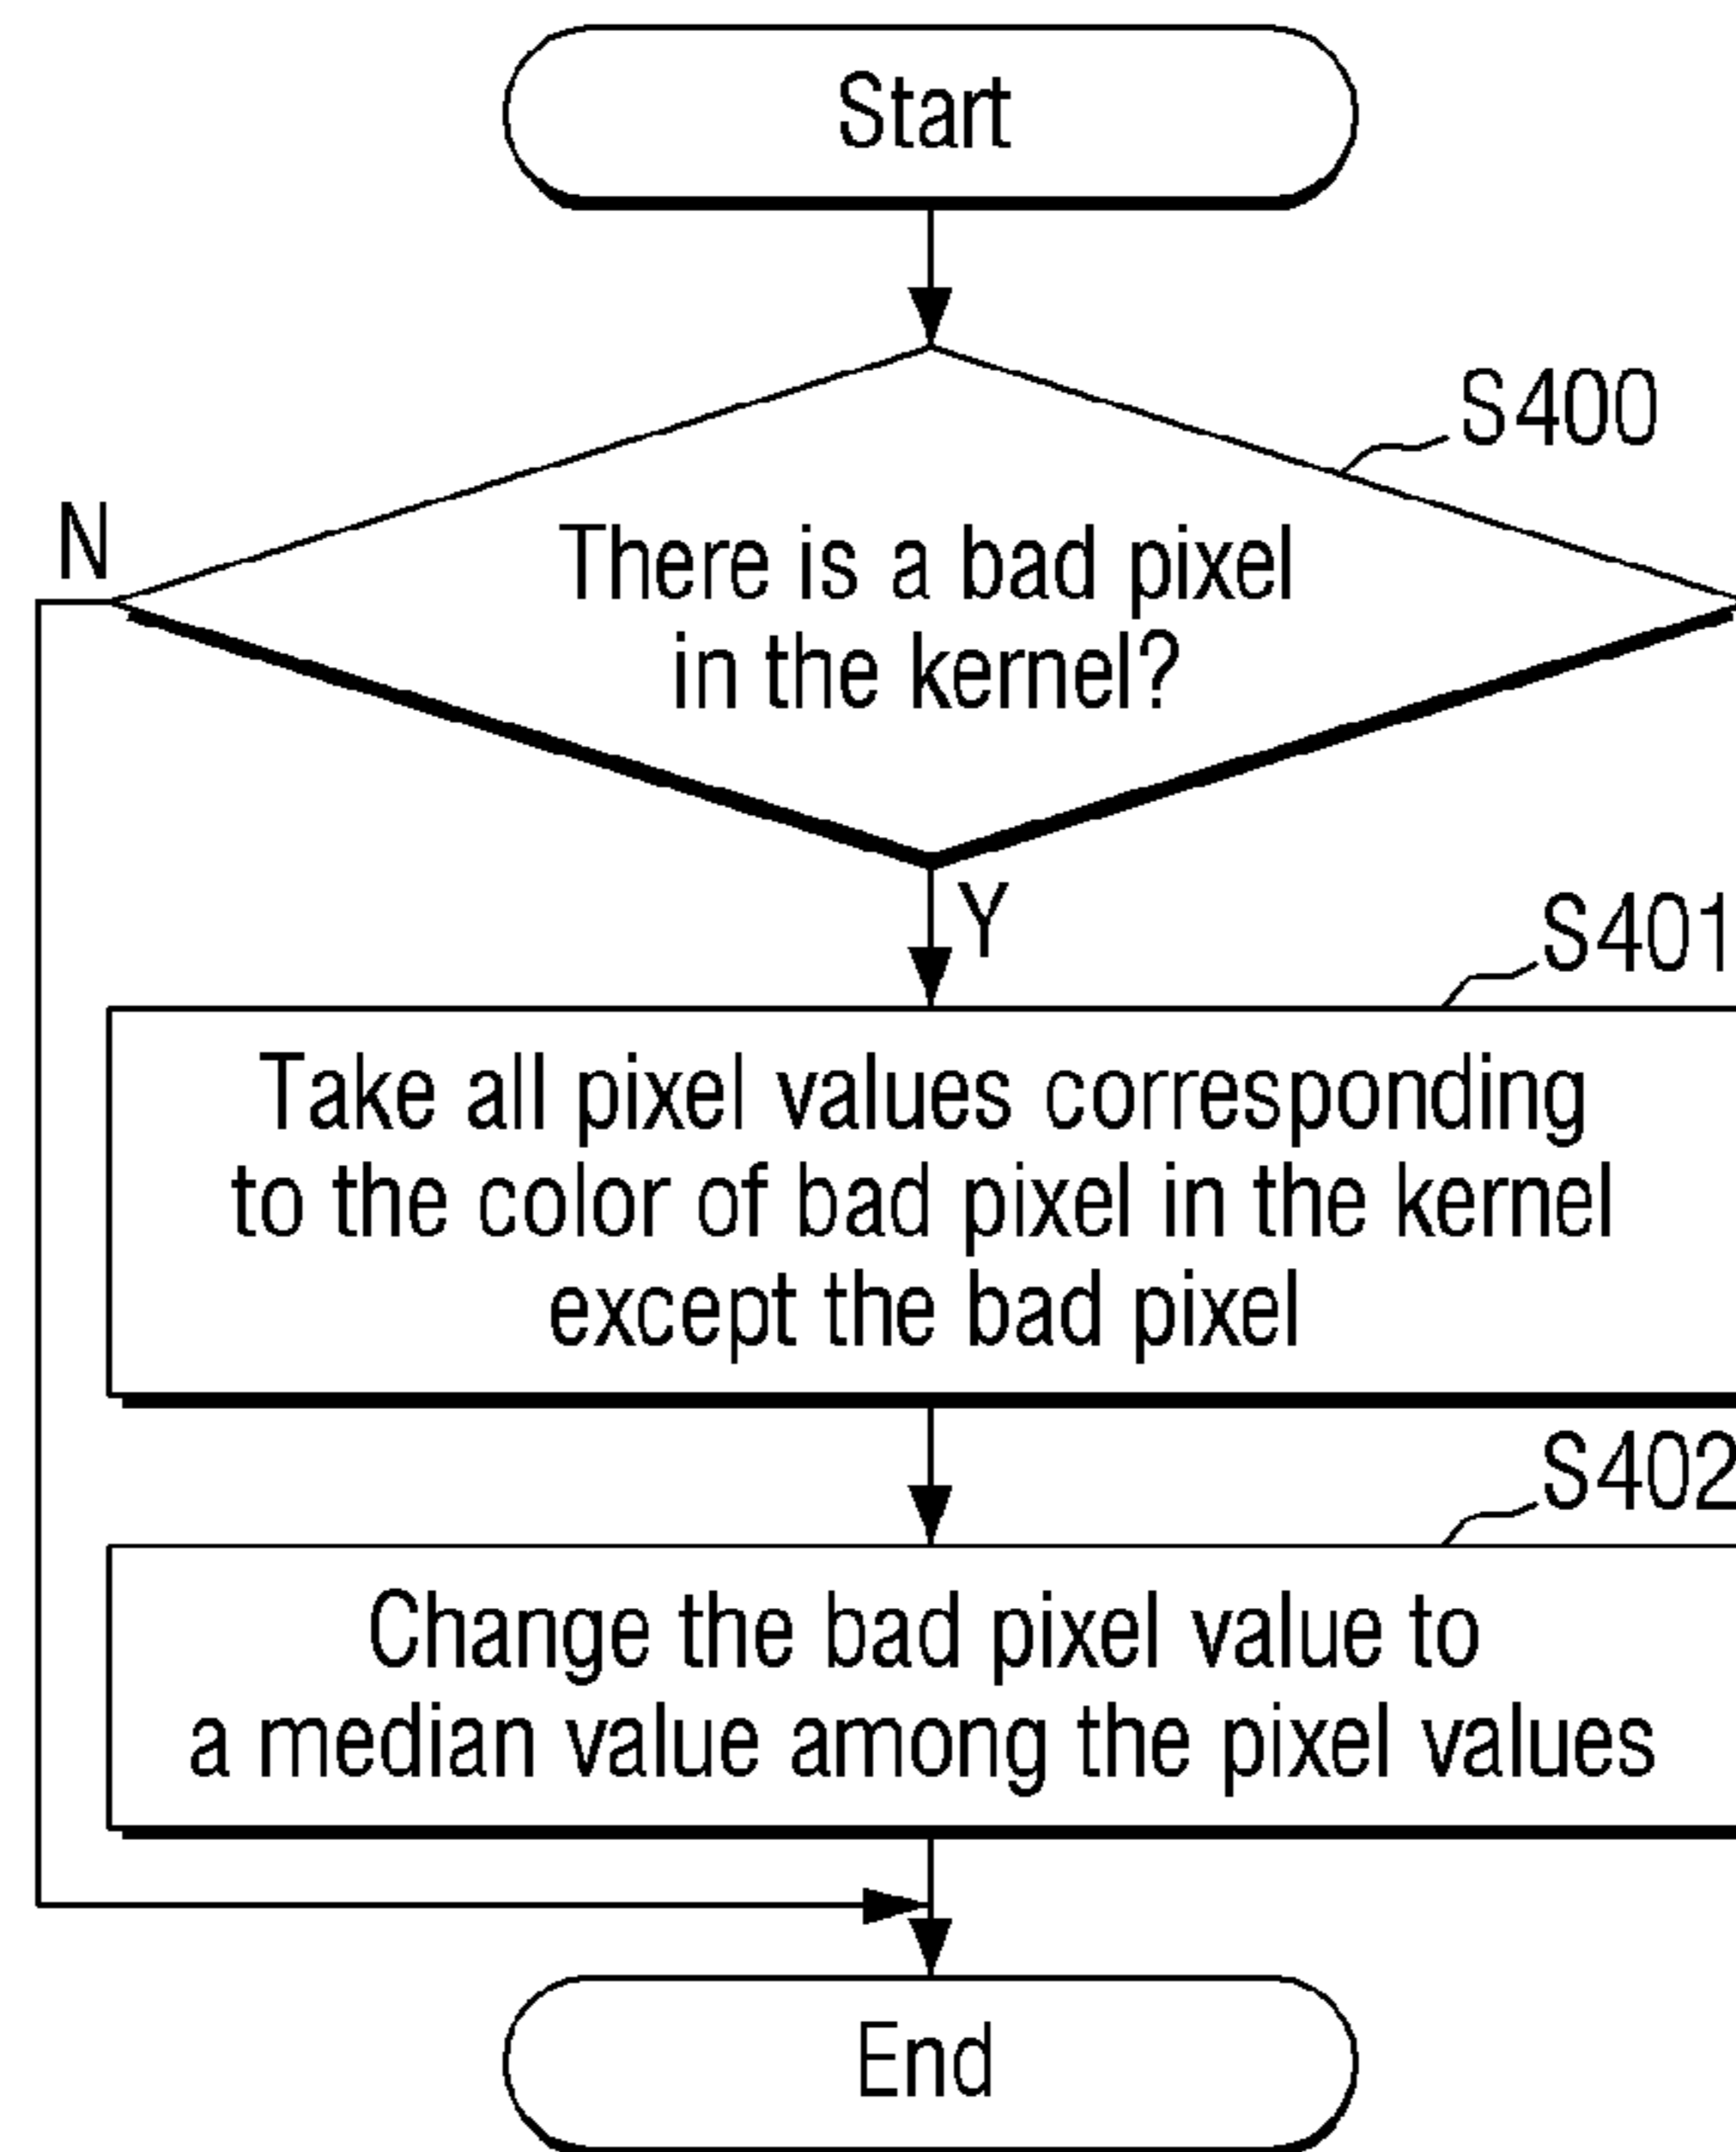 Start
S400
N
There is a bad pixel
in the kernel?
Y
S401
Take all pixel values corresponding
to the color of bad pixel in the kernel
except the bad pixel
S402
Change the bad pixel value to
a median value among the pixel values
End